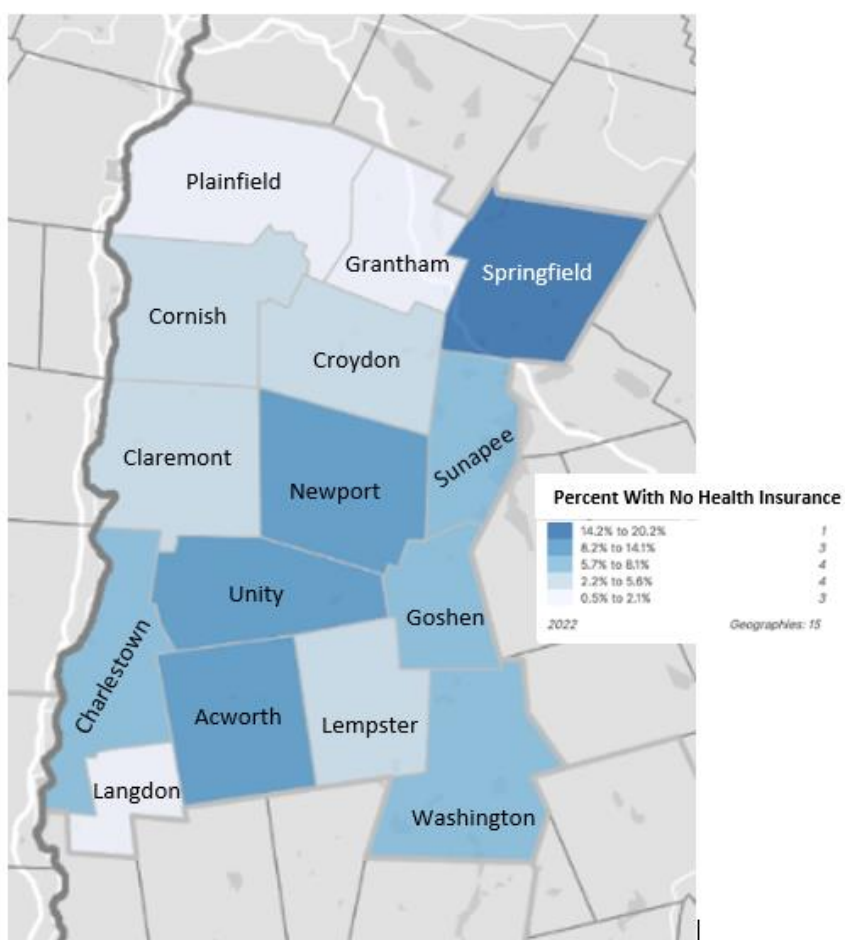 Plainfield
Grantham
Springfield
Cornish
Croydon
Claremont
Sunapee
Newport
Percent With No Health Insurance
14.2% to 20.2% 1
8.2% to 14.1% 3
5.7% to 8.1% 4
2.2% to 5.6% 4
0.5% to 2.1% 3
2022 Geographies: 15
Unity
Goshen
Charlestown
Acworth
Lempster
Langdon
Washington